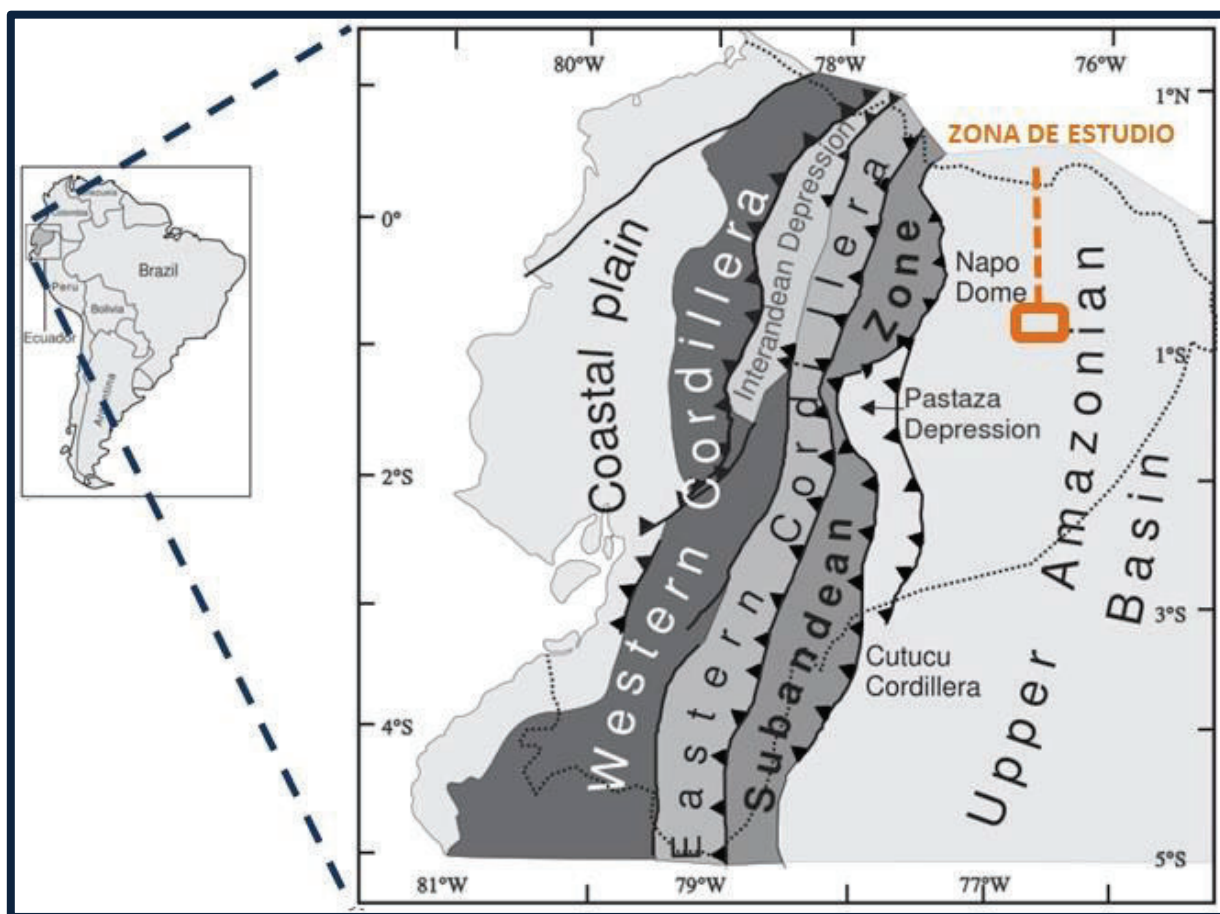 80°W
78°W
76°W
1°N
ZONA DE ESTUDIO
0°
Colombia
Brazil
Peru
Bolivia
Ecuador
Argentina
Coastal plain
Western Cordillera
Interandean Depression
Eastern Cordillera
Subandean Zone
Napo
Dome
1°S
Pastaza
Depression
2°S
Upper Amazonian
Basin
3°S
Cutucu
Cordillera
4°S
5°S
81°W
79°W
77°W